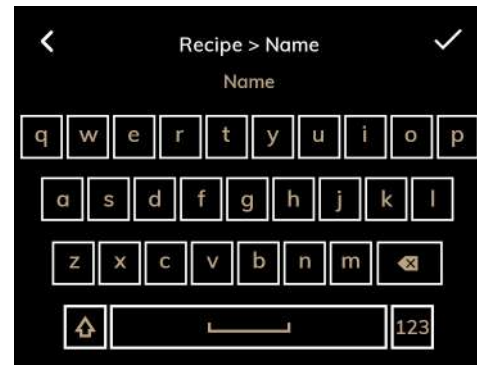 Recipe > Name
Name
q w e r t y u i o p
a s d f g h j k l
z x c v b n m
123